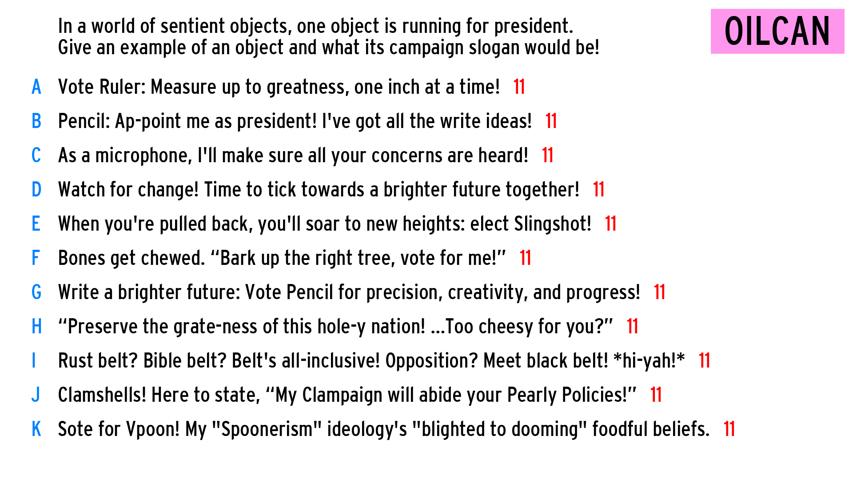 In a world of sentient objects, one object is running for president.
Give an example of an object and what its campaign slogan would be!
OILCAN
A Vote Ruler: Measure up to greatness, one inch at a time! 11
B Pencil: Ap-point me as president! I've got all the write ideas! 11
C As a microphone, I'll make sure all your concerns are heard! 11
D Watch for change! Time to tick towards a brighter future together! 11
E When you're pulled back, you'll soar to new heights: elect Slingshot! 11
F Bones get chewed. “Bark up the right tree, vote for me!” 11
G Write a brighter future: Vote Pencil for precision, creativity, and progress! 11
H “Preserve the grate-ness of this hole-y nation! ...Too cheesy for you?” 11
I Rust belt? Bible belt? Belt's all-inclusive! Opposition? Meet black belt! *hi-yah!* 11
J Clamshells! Here to state, “My Clampaign will abide your Pearly Policies!” 11
K Sote for Vpoon! My "Spoonerism" ideology's "blighted to dooming" foodful beliefs. 11